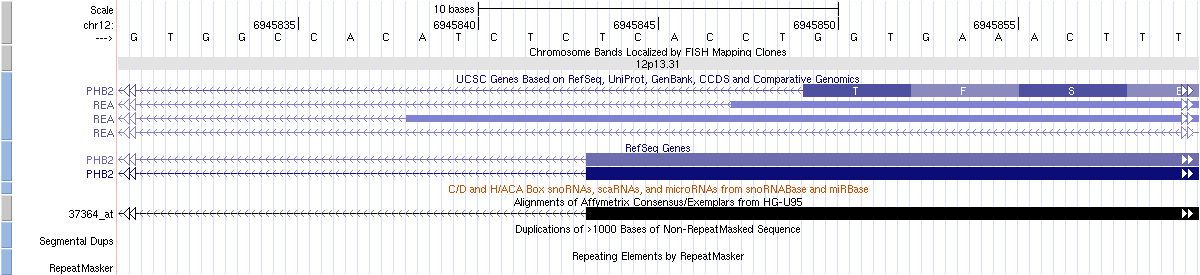 Scale 10 bases
chr12: 6945835 6945840 6945845 6945850 6945855
---> G T G G C C A C A T C T C T C A C C T G G T G A A A C T T T
Chromosome Bands Localized by FISH Mapping Clones
12p13.31
UCSC Genes Based on RefSeq, UniProt, GenBank, CCDS and Comparative Genomics
PHB2 T F S E
REA
REA
REA
RefSeq Genes
PHB2
PHB2
C/D and H/ACA Box snoRNAs, scaRNAs, and microRNAs from snoRNABase and miRBase
Alignments of Affymetrix Consensus/Exemplars from HG-U95
37364_at
Duplications of >1000 Bases of Non-RepeatMasked Sequence
Segmental Dups
Repeating Elements by RepeatMasker
RepeatMasker